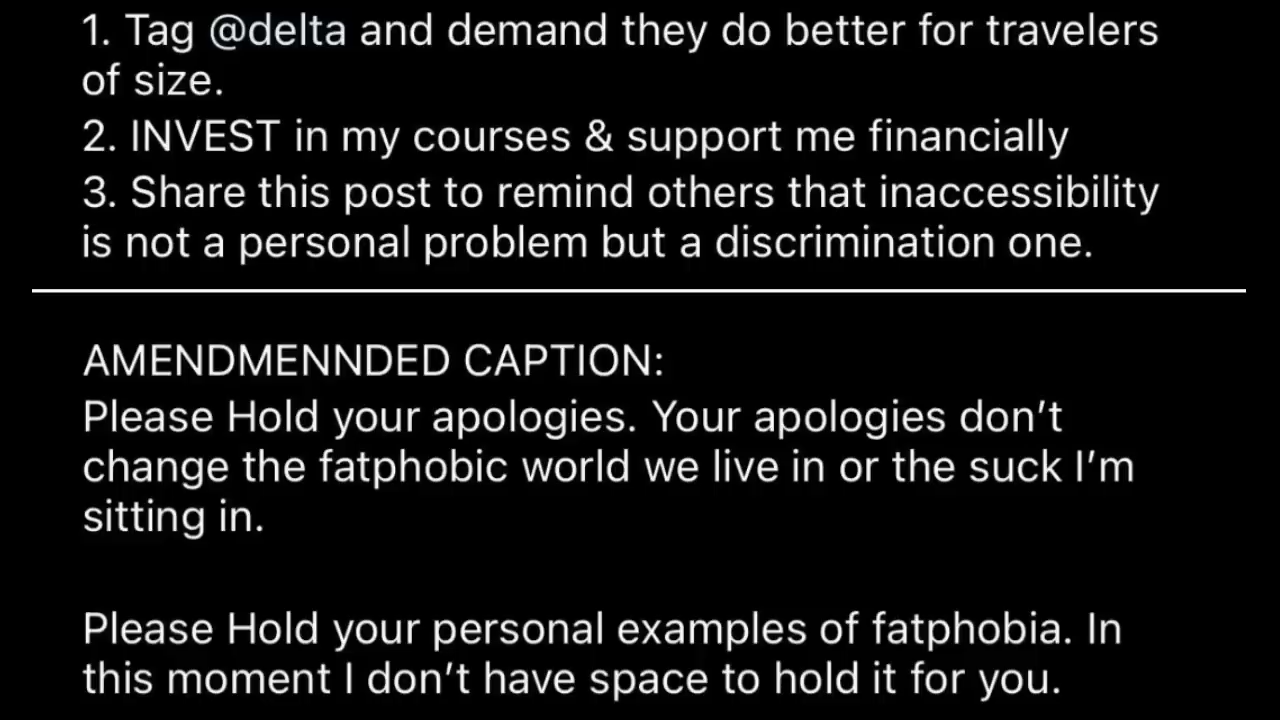 1. Tag @delta and demand they do better for travelers
of size.
2. INVEST in my courses & support me financially
3. Share this post to remind others that inaccessibility
is not a personal problem but a discrimination one.
AMENDMENNDED CAPTION:
Please Hold your apologies. Your apologies don’t
change the fatphobic world we live in or the suck I’m
sitting in.
Please Hold your personal examples of fatphobia. In
this moment I don’t have space to hold it for you.